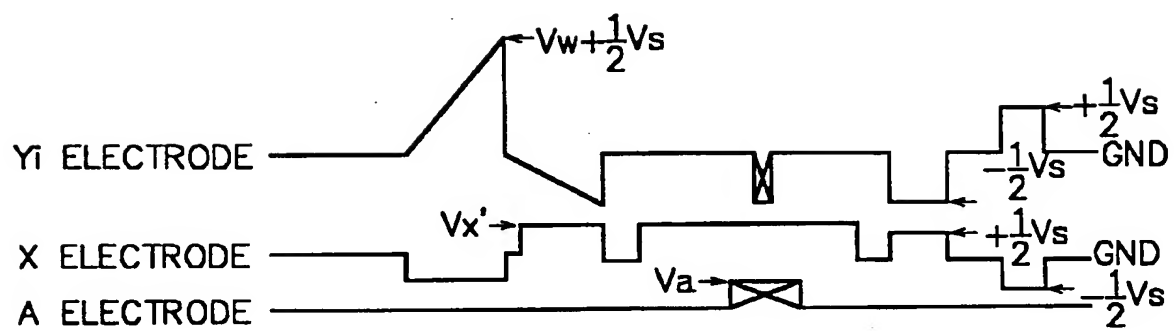 Vw+1/2Vs
+1/2Vs
Yi ELECTRODE
GND
-1/2Vs
Vx'
+1/2Vs
X ELECTRODE
GND
Va
-1/2Vs
A ELECTRODE